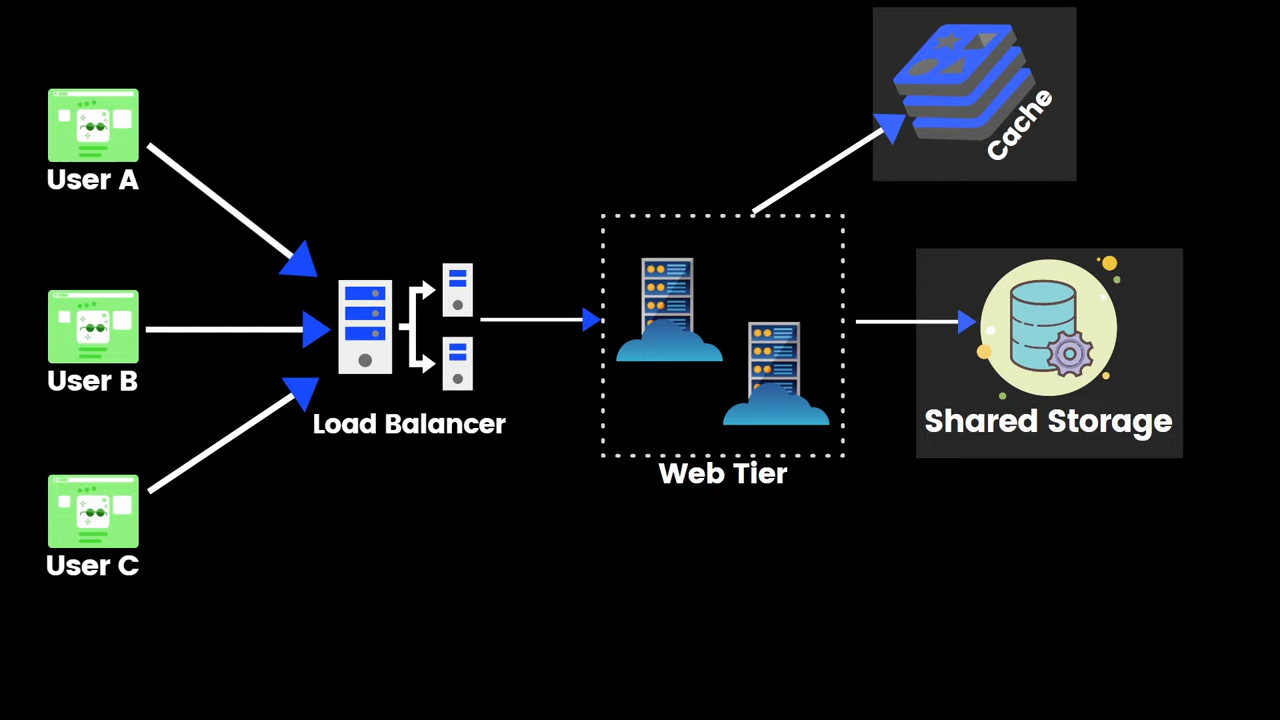 User A
User B
User C
Load Balancer
Web Tier
Cache
Shared Storage